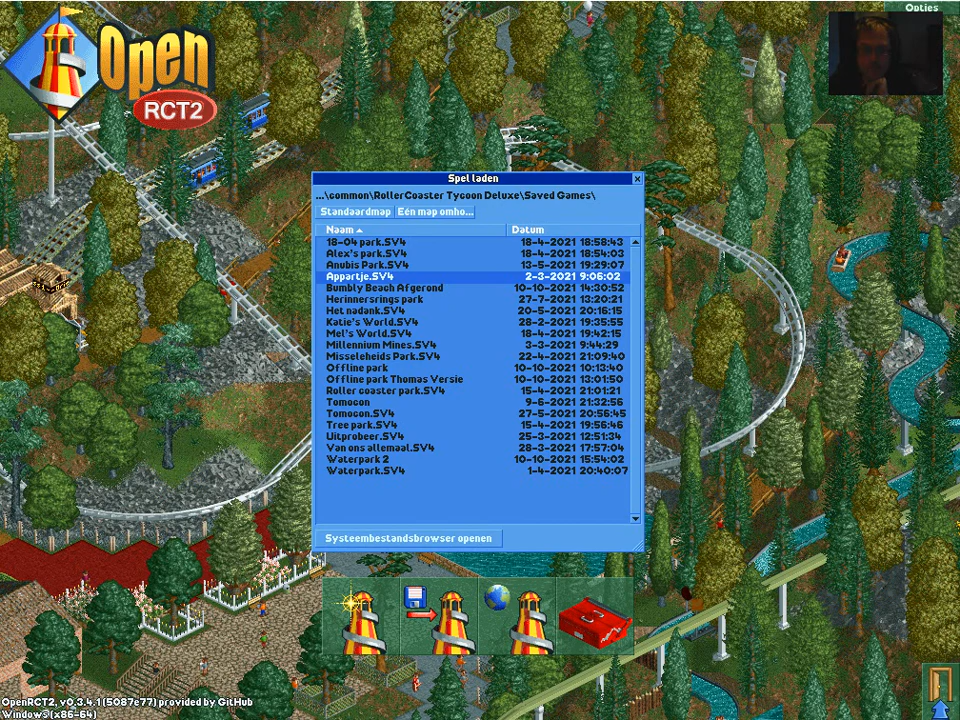 Opties
Open
RCT2
Spel laden
...\common\RollerCoaster Tycoon Deluxe\Saved Games\
Standaardmap Eén map omho...
Naam Datum
18-04 park.SV4 18-4-2021 18:58:43
Alex's park.SV4 18-4-2021 18:54:03
Anubis Park.SV4 13-5-2021 19:29:07
Appartje.SV4 2-3-2021 9:06:02
Bumbly Beach Afgerond 10-10-2021 14:30:52
Herinnersrings park 27-7-2021 13:20:21
Het nadank.SV4 20-5-2021 20:16:15
Katie's World.SV4 28-2-2021 19:35:55
Mel's World.SV4 18-4-2021 19:42:15
Millennium Mines.SV4 3-3-2021 9:44:29
Misseleheids Park.SV4 22-4-2021 21:09:40
Offline park 10-10-2021 10:13:40
Offline park Thomas Versie 10-10-2021 13:01:50
Roller coaster park.SV4 15-4-2021 21:01:21
Tomocon 9-6-2021 21:32:56
Tomocon.SV4 27-5-2021 20:56:45
Tree park.SV4 15-4-2021 19:56:46
Uitprobeer.SV4 25-3-2021 12:51:34
Van ons allemaal.SV4 28-3-2021 17:57:04
Waterpark 2 10-10-2021 15:54:02
Waterpark.SV4 1-4-2021 20:40:07
Systeembestandsbrowser openen
OpenRCT2, v0.3.4.1 (5087e77) provided by GitHub
Windows (x86-64)